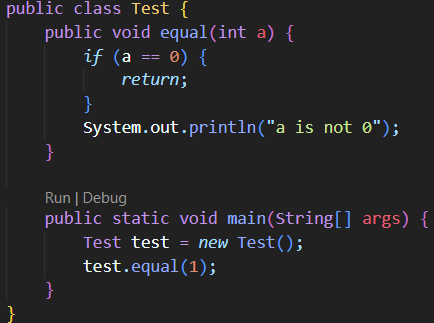 public class Test {
    public void equal(int a) {
        if (a == 0) {
            return;
        }
        System.out.println("a is not 0");
    }

    Run | Debug
    public static void main(String[] args) {
        Test test = new Test();
        test.equal(1);
    }
}